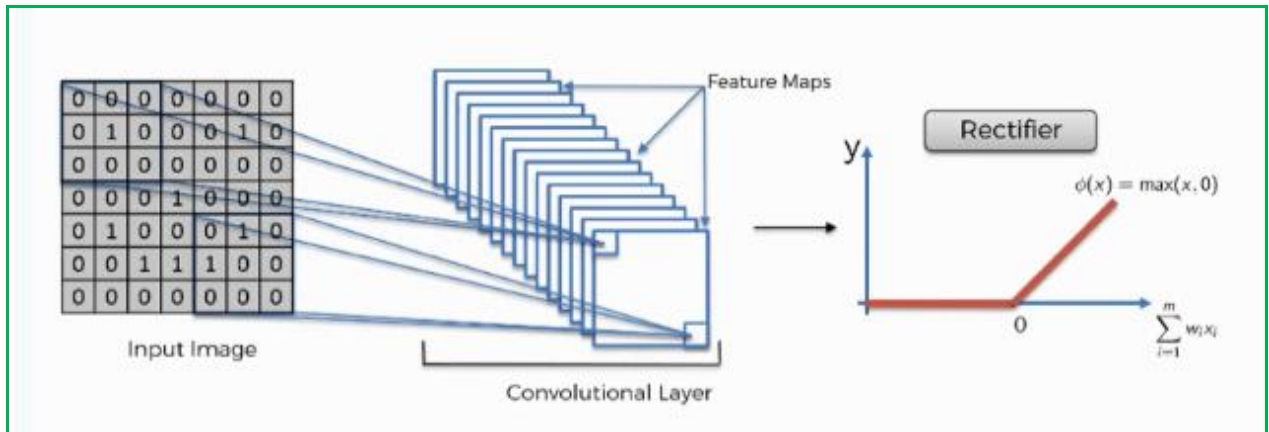 0 0 0 0 0 0 0
0 1 0 0 0 1 0
0 0 0 0 0 0 0
0 0 0 1 0 0 0
0 1 0 0 0 1 0
0 0 1 1 1 0 0
0 0 0 0 0 0 0
Input Image
Feature Maps
Convolutional Layer
Rectifier
y
ϕ(x) = max(x, 0)
0
m
∑ wᵢxᵢ
i=1